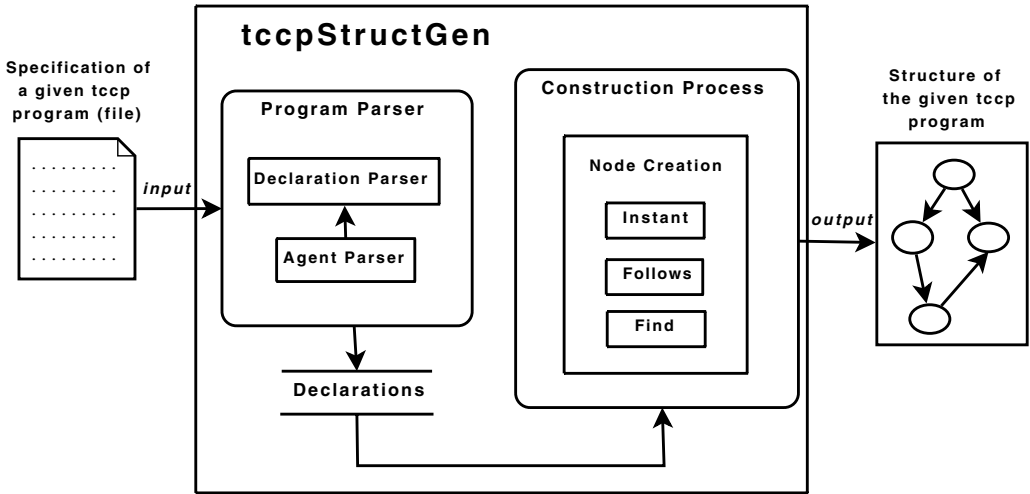 tccpStructGen
Specification of
a given tccp
program (file)
input
Program Parser
Declaration Parser
Agent Parser
Declarations
Construction Process
Node Creation
Instant
Follows
Find
output
Structure of
the given tccp
program